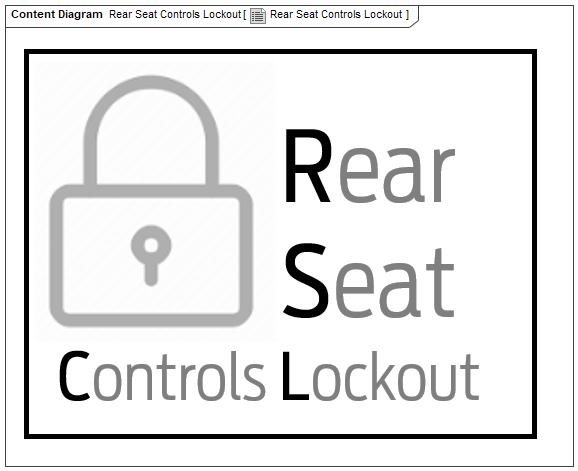 Content Diagram Rear Seat Controls Lockout[ Rear Seat Controls Lockout ]
Rear
Seat
Controls Lockout